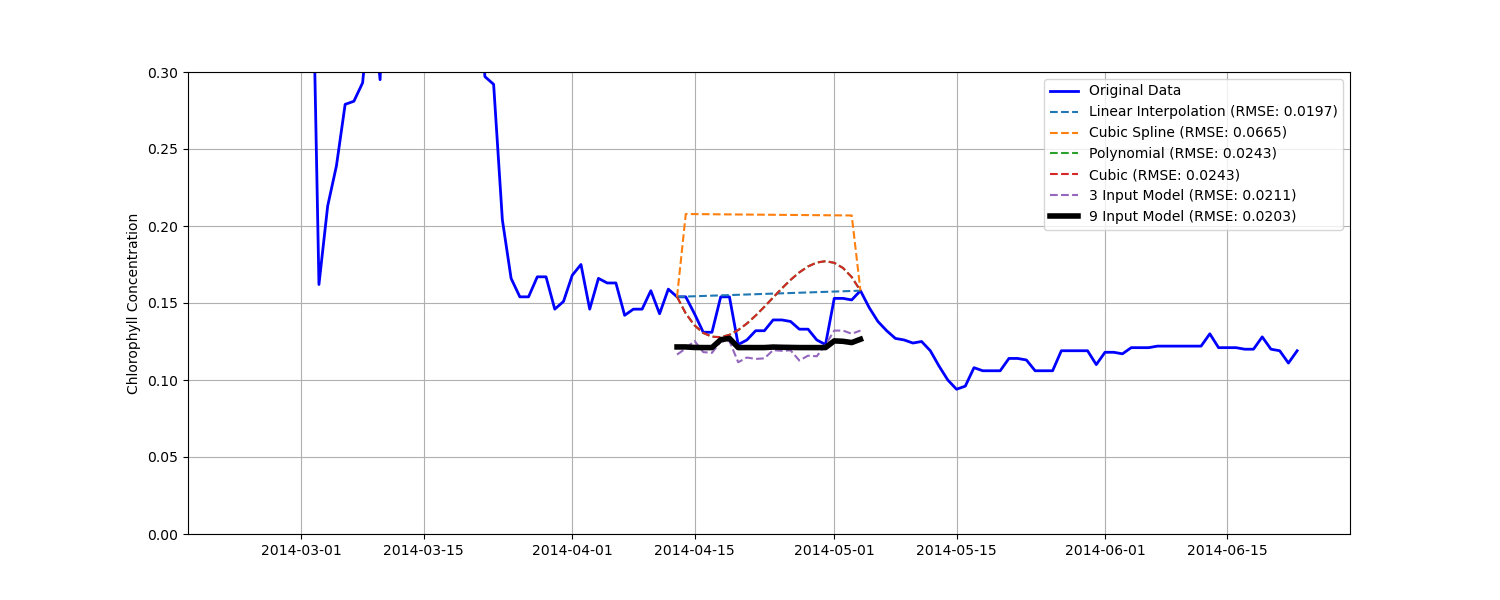 0.30
0.25
0.20
0.15
0.10
0.05
0.00
Chlorophyll Concentration
2014-03-01
2014-03-15
2014-04-01
2014-04-15
2014-05-01
2014-05-15
2014-06-01
2014-06-15
Original Data
Linear Interpolation (RMSE: 0.0197)
Cubic Spline (RMSE: 0.0665)
Polynomial (RMSE: 0.0243)
Cubic (RMSE: 0.0243)
3 Input Model (RMSE: 0.0211)
9 Input Model (RMSE: 0.0203)